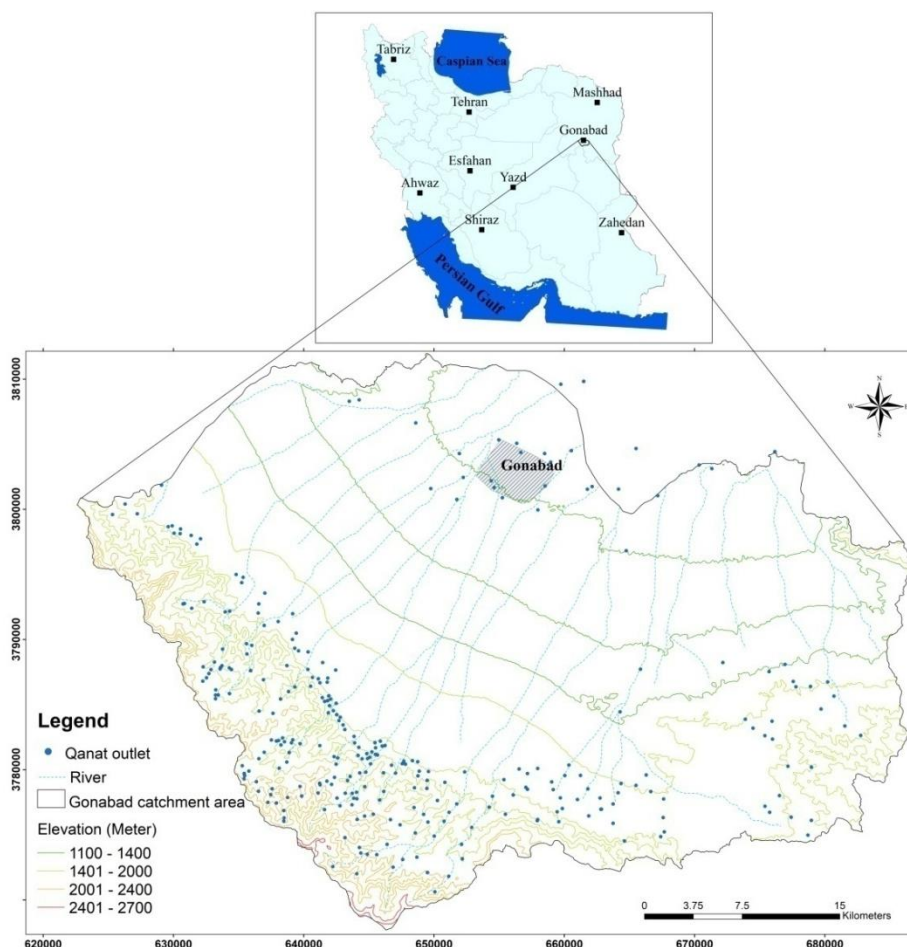 Tabriz
Caspian Sea
Mashhad
Tehran
Gonabad
Esfahan
Yazd
Ahwaz
Shiraz
Zahedan
Persian Gulf
3810000
3800000
3790000
3780000
N
W
E
S
Gonabad
Legend
Qanat outlet
River
Gonabad catchment area
Elevation (Meter)
1100 - 1400
1401 - 2000
2001 - 2400
2401 - 2700
0 3.75 7.5 15
Kilometers
620000 630000 640000 650000 660000 670000 680000